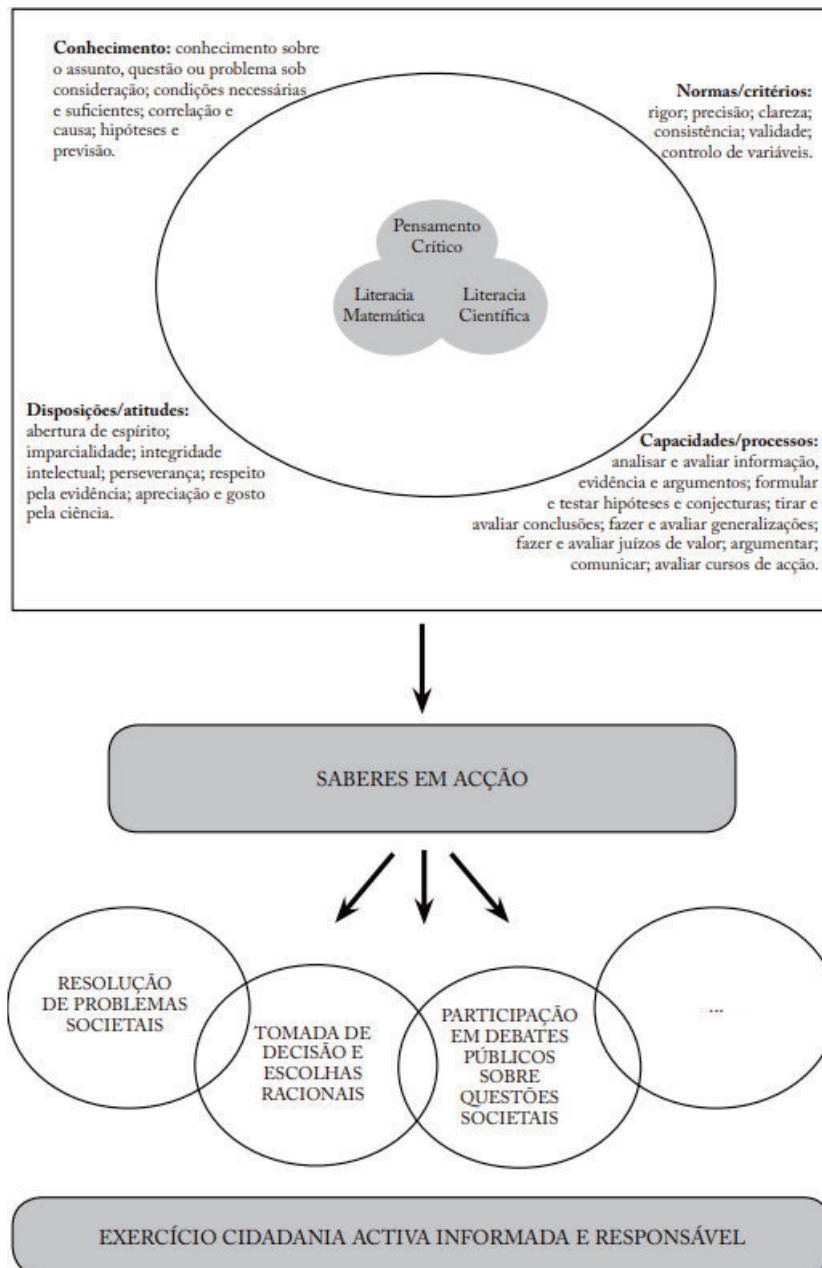 Conhecimento: conhecimento sobre
o assunto, questão ou problema sob
consideração; condições necessárias
e suficientes; correlação e
causa; hipóteses e
previsão.
Normas/critérios:
rigor; precisão; clareza;
consistência; validade;
controlo de variáveis.
Pensamento
Crítico
Literacia
Matemática
Literacia
Científica
Disposições/atitudes:
abertura de espírito;
imparcialidade; integridade
intelectual; perseverança; respeito
pela evidência; apreciação e gosto
pela ciência.
Capacidades/processos:
analisar e avaliar informação,
evidência e argumentos; formular
e testar hipóteses e conjecturas; tirar e
avaliar conclusões; fazer e avaliar generalizações;
fazer e avaliar juízos de valor; argumentar;
comunicar; avaliar cursos de acção.
SABERES EM ACÇÃO
RESOLUÇÃO
DE PROBLEMAS
SOCIETAIS
TOMADA DE
DECISÃO E
ESCOLHAS
RACIONAIS
PARTICIPAÇÃO
EM DEBATES
PÚBLICOS
SOBRE
QUESTÕES
SOCIETAIS
...
EXERCÍCIO CIDADANIA ACTIVA INFORMADA E RESPONSÁVEL